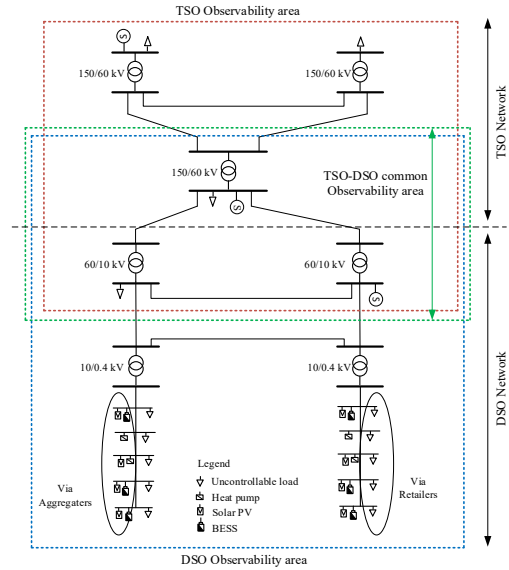 TSO Observability area
S
150/60 kV
150/60 kV
TSO Network
150/60 kV
TSO-DSO common
Observability area
S
60/10 kV
60/10 kV
S
10/0.4 kV
10/0.4 kV
DSO Network
Via
Aggregaters
Legend
Uncontrollable load
Heat pump
Solar PV
BESS
Via
Retailers
DSO Observability area